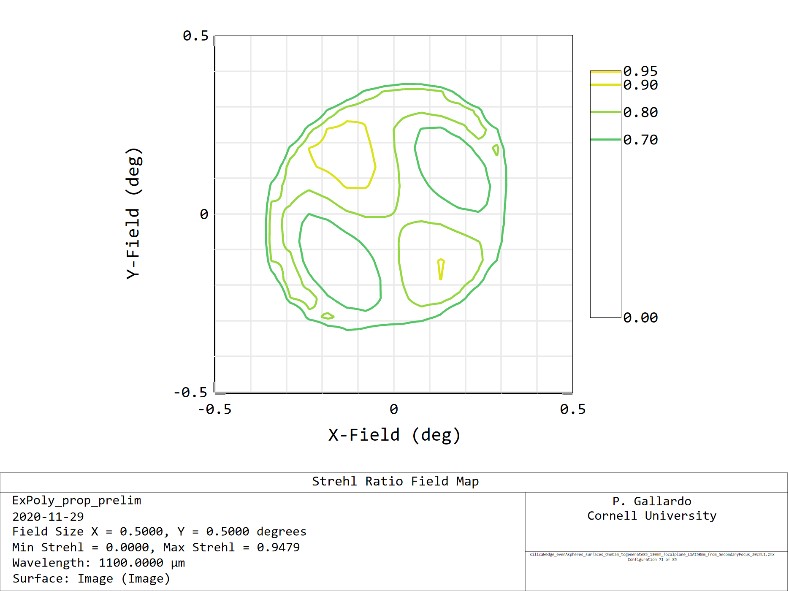 0.5
0
-0.5
-0.5
0
0.5
Y-Field (deg)
X-Field (deg)
0.95
0.90
0.80
0.70
0.00
Strehl Ratio Field Map
ExPoly_prop_prelim
2020-11-29
Field Size X = 0.5000, Y = 0.5000 degrees
Min Strehl = 0.0000, Max Strehl = 0.9479
Wavelength: 1100.0000 µm
Surface: Image (Image)
P. Gallardo
Cornell University